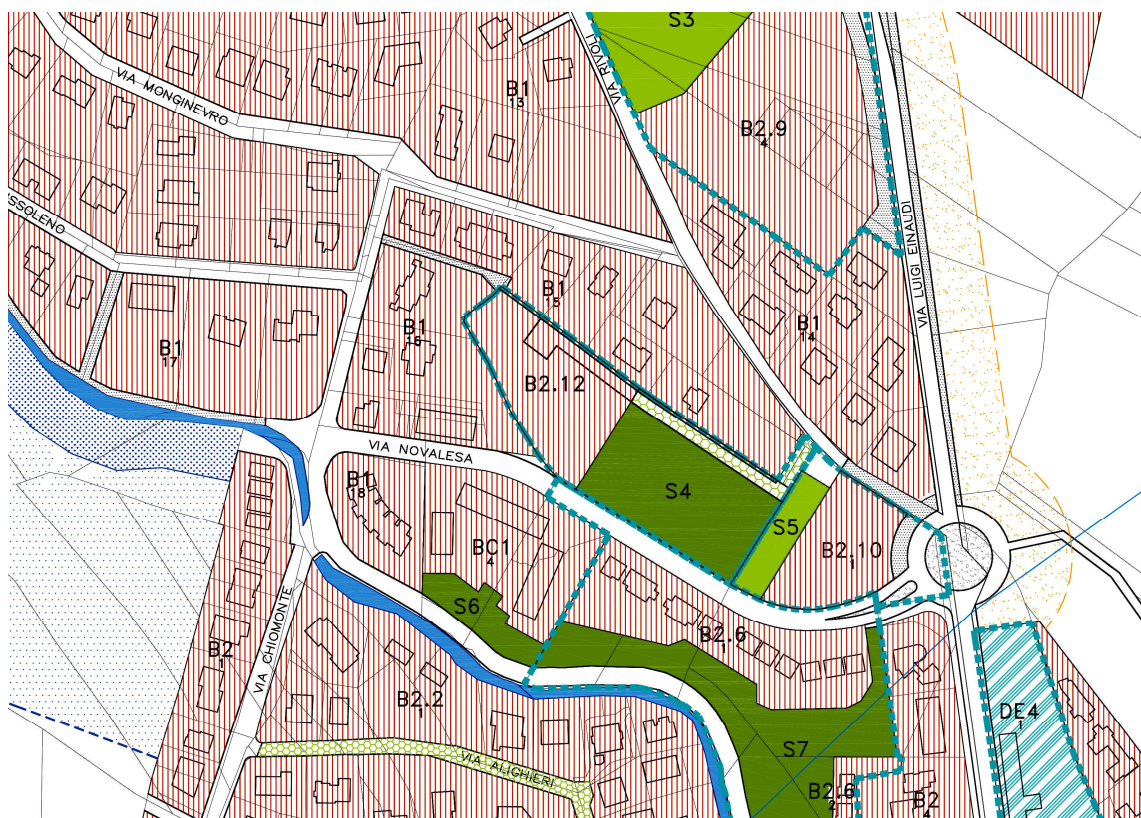 S3
VIA RIVOLI
VIA MONGINEVRO
B1
13
B2.9
4
SSOLENO
VIA LUIGI EINAUDI
B1
15
B1
14
B1
16
B1
17
B2.12
VIA NOVALESA
B1
18
S4
S5
BC1
4
B2.10
1
S6
B2.6
1
B2
1
VIA CHIOMONTE
B2.2
1
DE4
1
S7
VIA ALIGHIERI
B2.6
2
B2
4